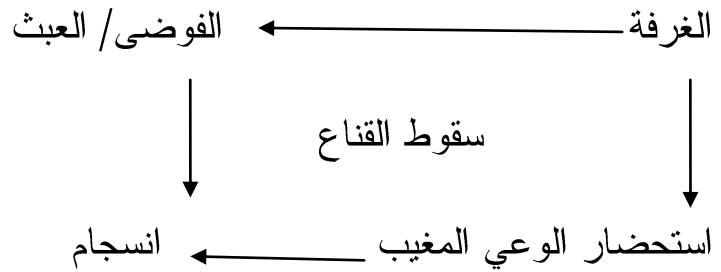 الغرفة الفوضى/ العبث
سقوط القناع
استحضار الوعي المغيب انسجام